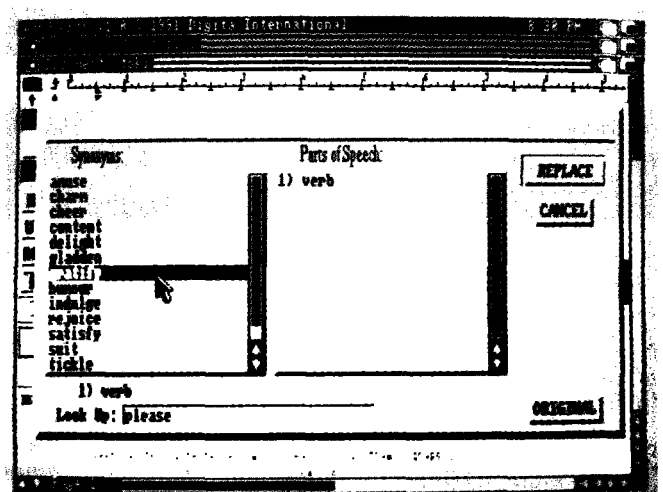 1991 Digita International
Synonyms: Parts of Speech:
amuse 1) verb
charm
cheer
content
delight
gladden
humour
indulge
rejoice
satisfy
suit
tickle
REPLACE
CANCEL
1) verb
Look Up: please
ORIGINAL